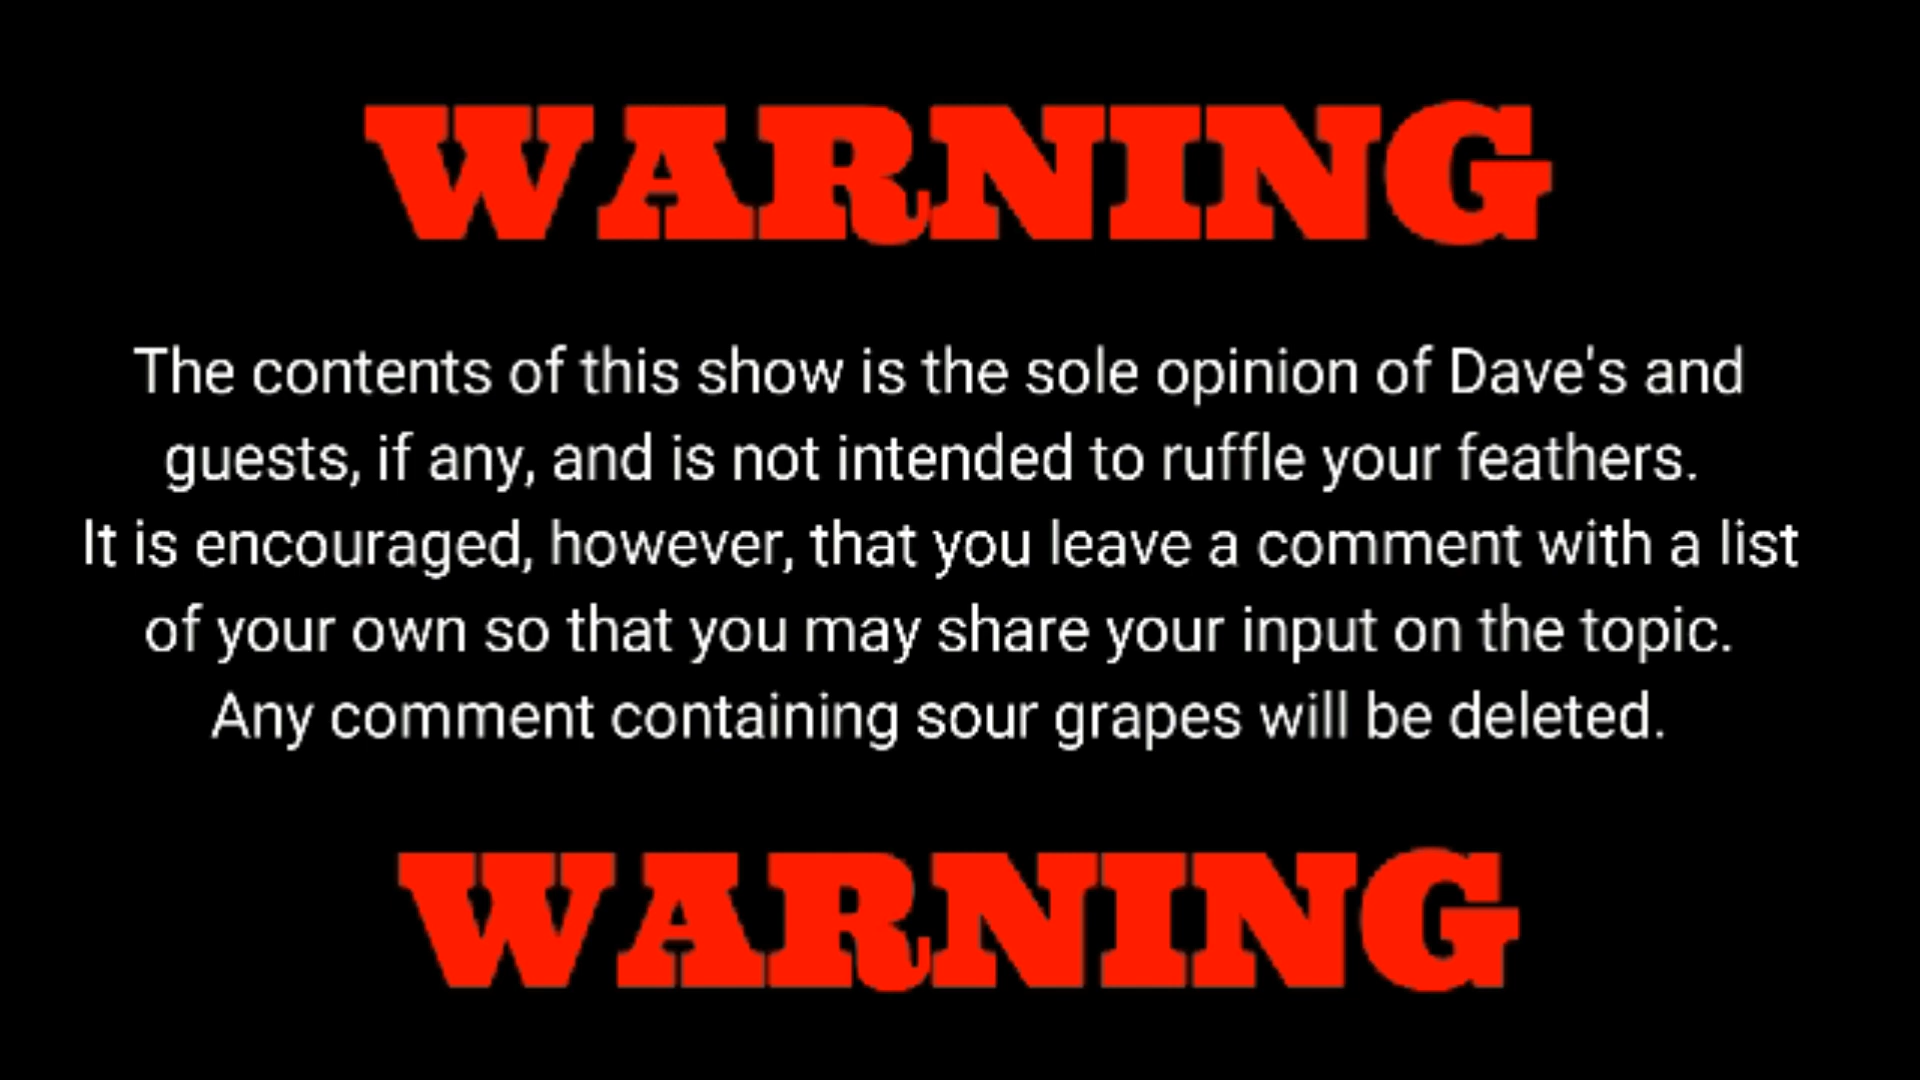 WARNING
The contents of this show is the sole opinion of Dave's and
guests, if any, and is not intended to ruffle your feathers.
It is encouraged, however, that you leave a comment with a list
of your own so that you may share your input on the topic.
Any comment containing sour grapes will be deleted.
WARNING